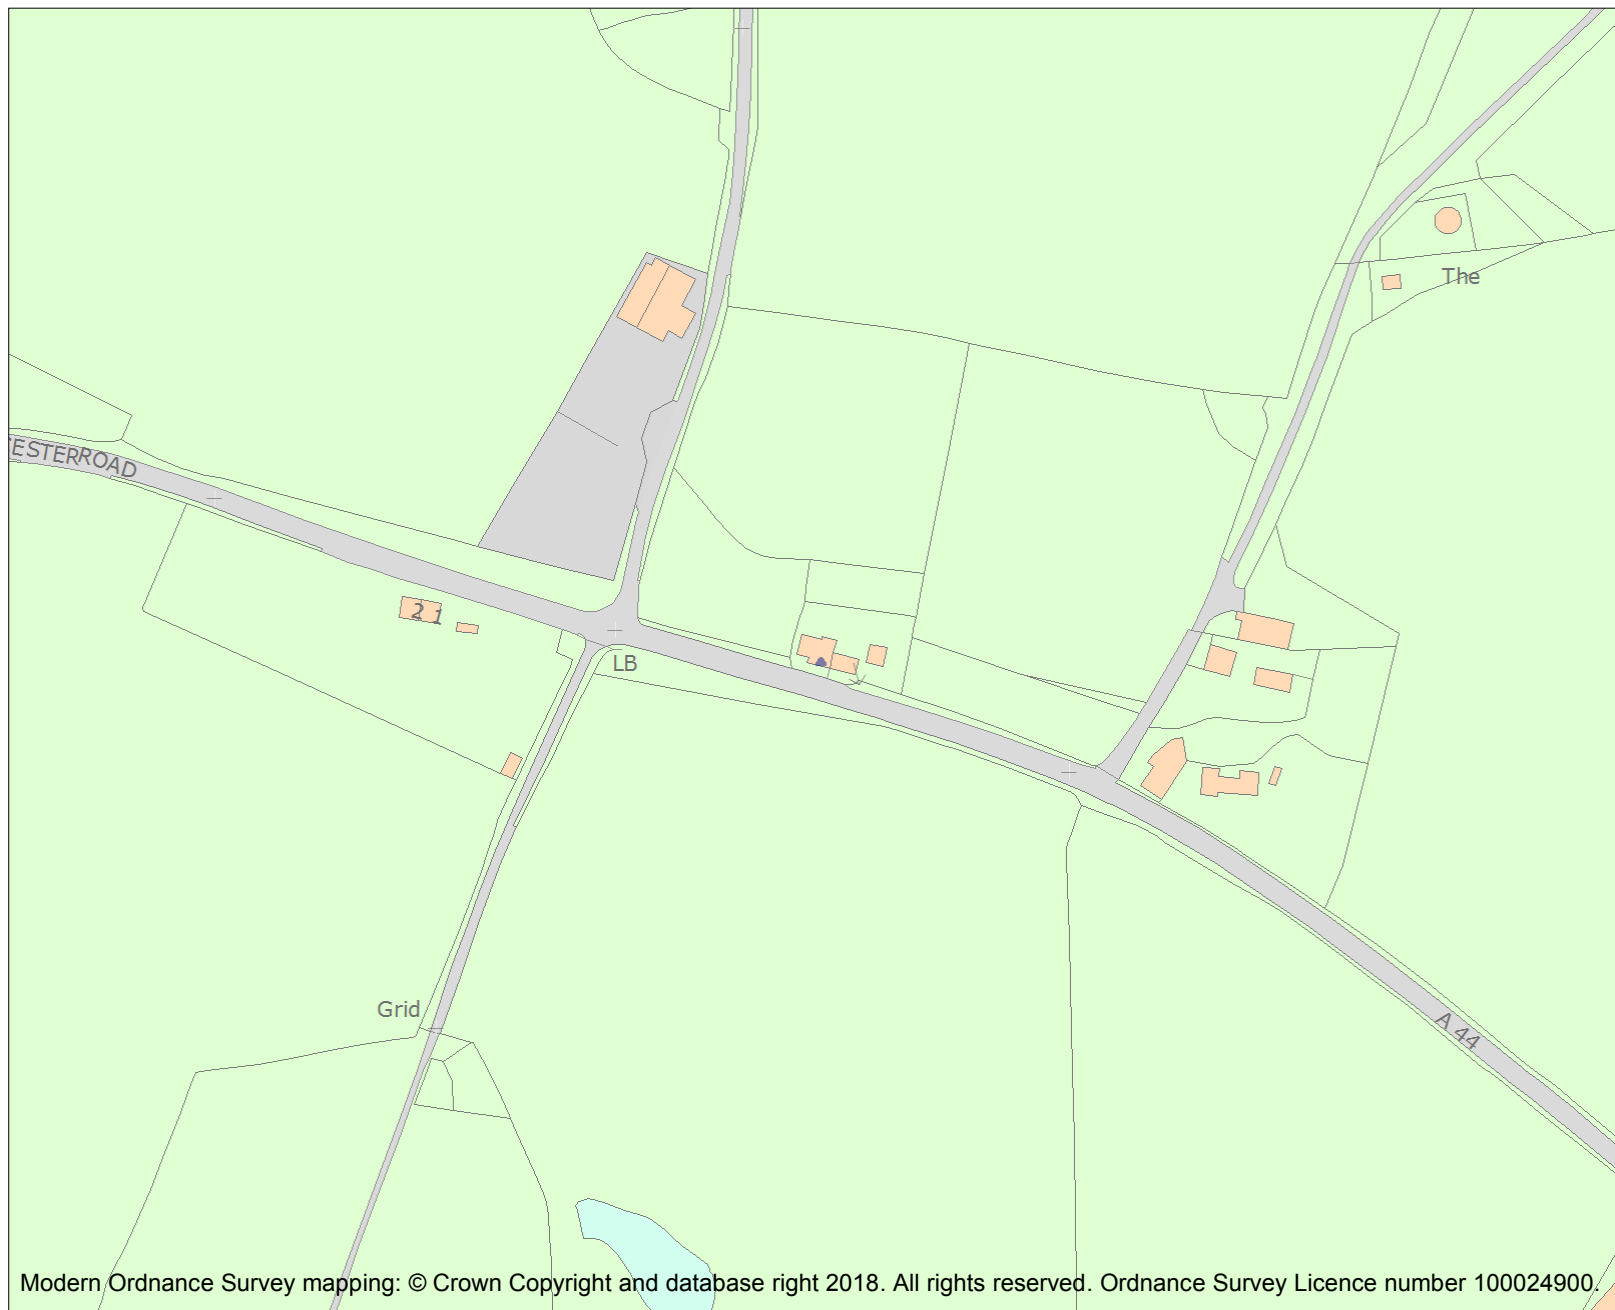 The
ESTERROAD
2 1
LB
Grid
A 44
Modern Ordnance Survey mapping: © Crown Copyright and database right 2018. All rights reserved. Ordnance Survey Licence number 100024900.